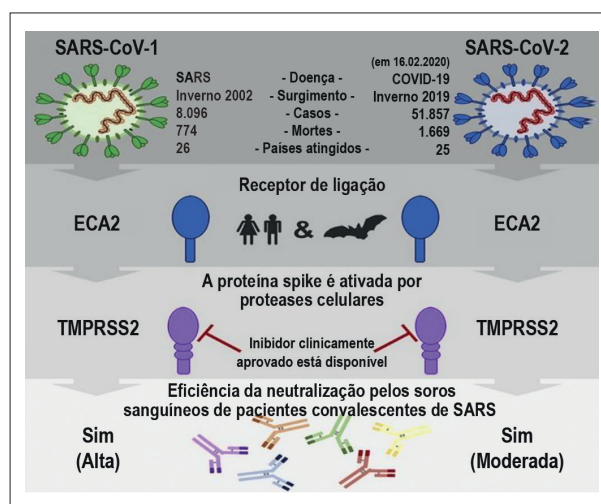 SARS-CoV-1
SARS-CoV-2
(em 16.02.2020)
SARS - Doença - COVID-19
Inverno 2002 - Surgimento - Inverno 2019
8.096 - Casos - 51.857
774 - Mortes - 1.669
26 - Países atingidos - 25
Receptor de ligação
ECA2 & ECA2
A proteína spike é ativada por
proteases celulares
TMPRSS2 TMPRSS2
Inibidor clinicamente
aprovado está disponível
Eficiência da neutralização pelos soros
sanguíneos de pacientes convalescentes de SARS
Sim
(Alta)
Sim
(Moderada)